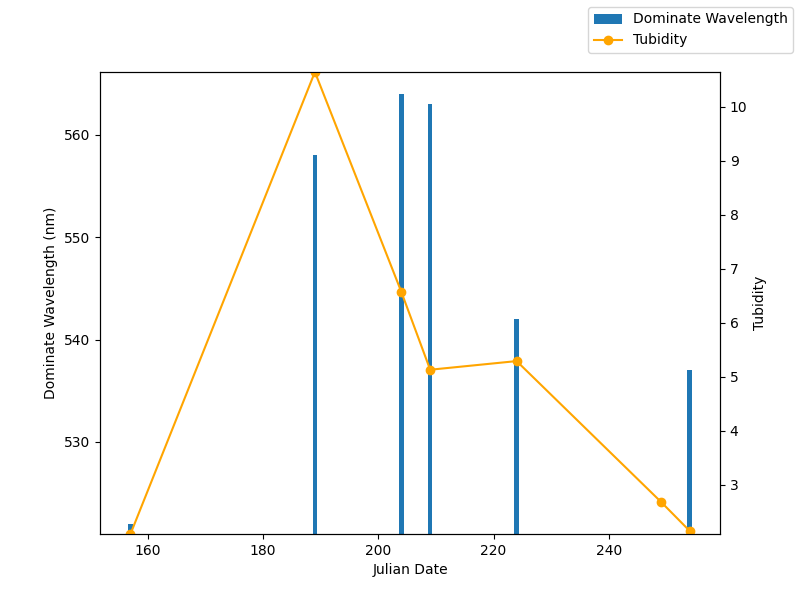 Dominate Wavelength
Tubidity
560
550
540
530
Dominate Wavelength (nm)
10
9
8
7
6
5
4
3
Tubidity
160 180 200 220 240
Julian Date